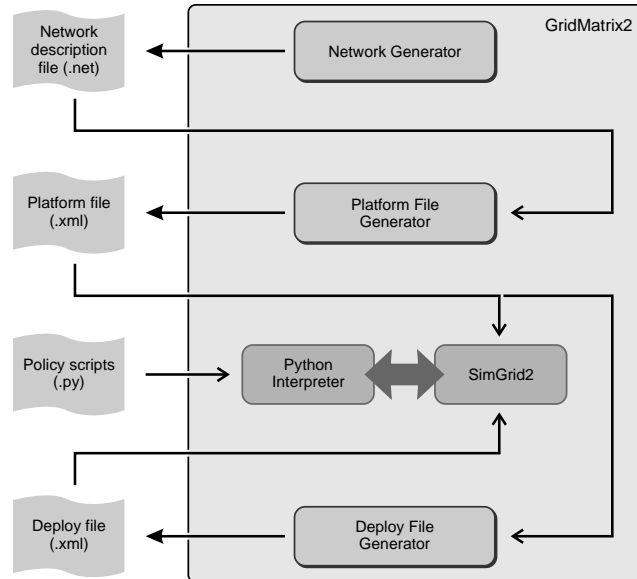 GridMatrix2
Network
description
file (.net)
Network Generator
Platform file
(.xml)
Platform File
Generator
Policy scripts
(.py)
Python
Interpreter
SimGrid2
Deploy file
(.xml)
Deploy File
Generator